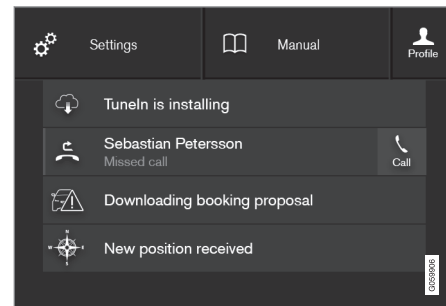 Settings
Manual
Profile
TuneIn is installing
Sebastian Petersson
Missed call
Call
Downloading booking proposal
N
W
E
S
New position received
G059906